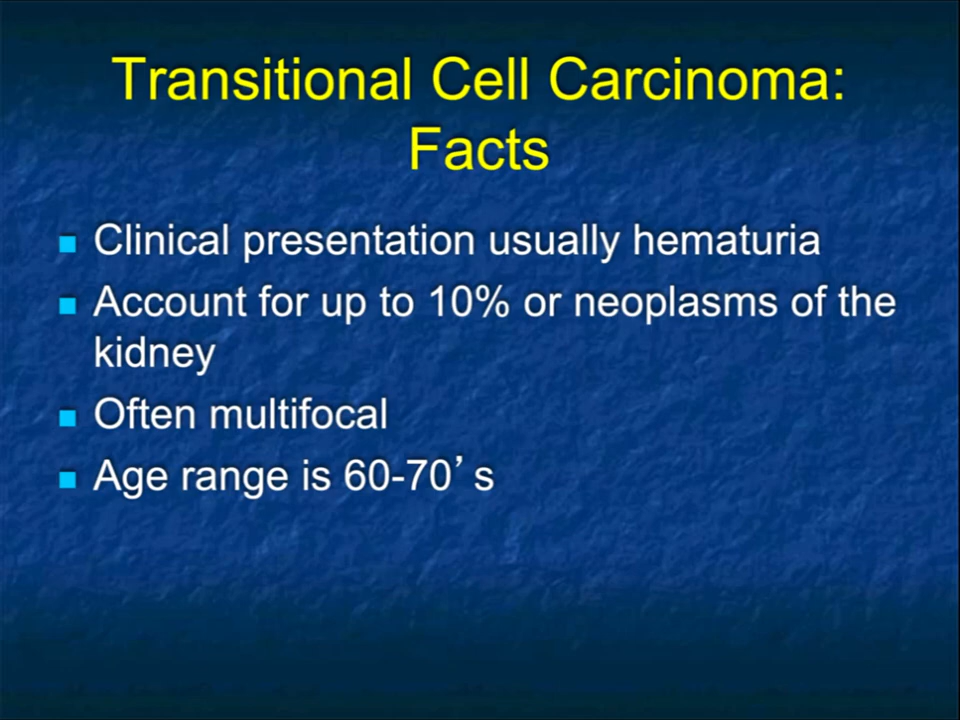 Transitional Cell Carcinoma:
Facts
Clinical presentation usually hematuria
Account for up to 10% or neoplasms of the
kidney
Often multifocal
Age range is 60-70’s